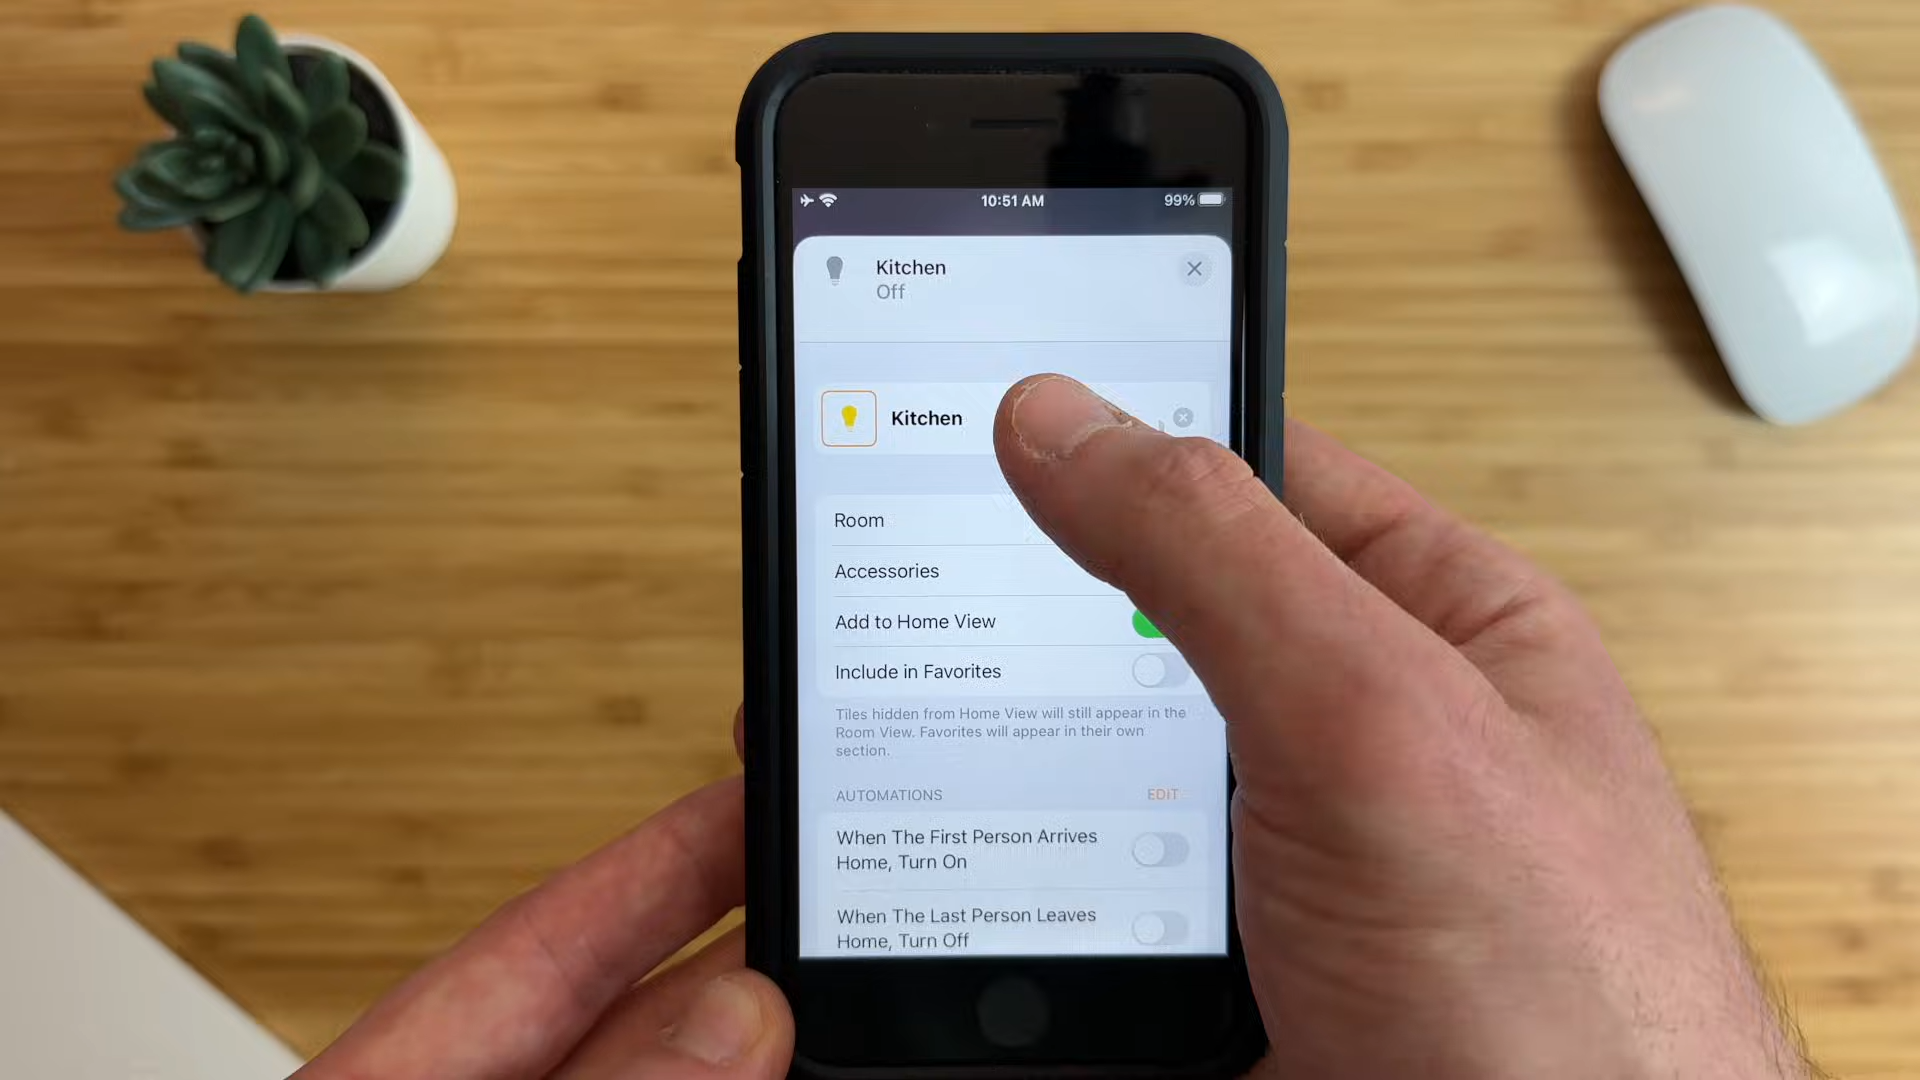 10:51 AM
99%
Kitchen
Off
Kitchen
Room
Accessories
Add to Home View
Include in Favorites
Tiles hidden from Home View will still appear in the
Room View. Favorites will appear in their own
section.
AUTOMATIONS
EDIT
When The First Person Arrives
Home, Turn On
When The Last Person Leaves
Home, Turn Off